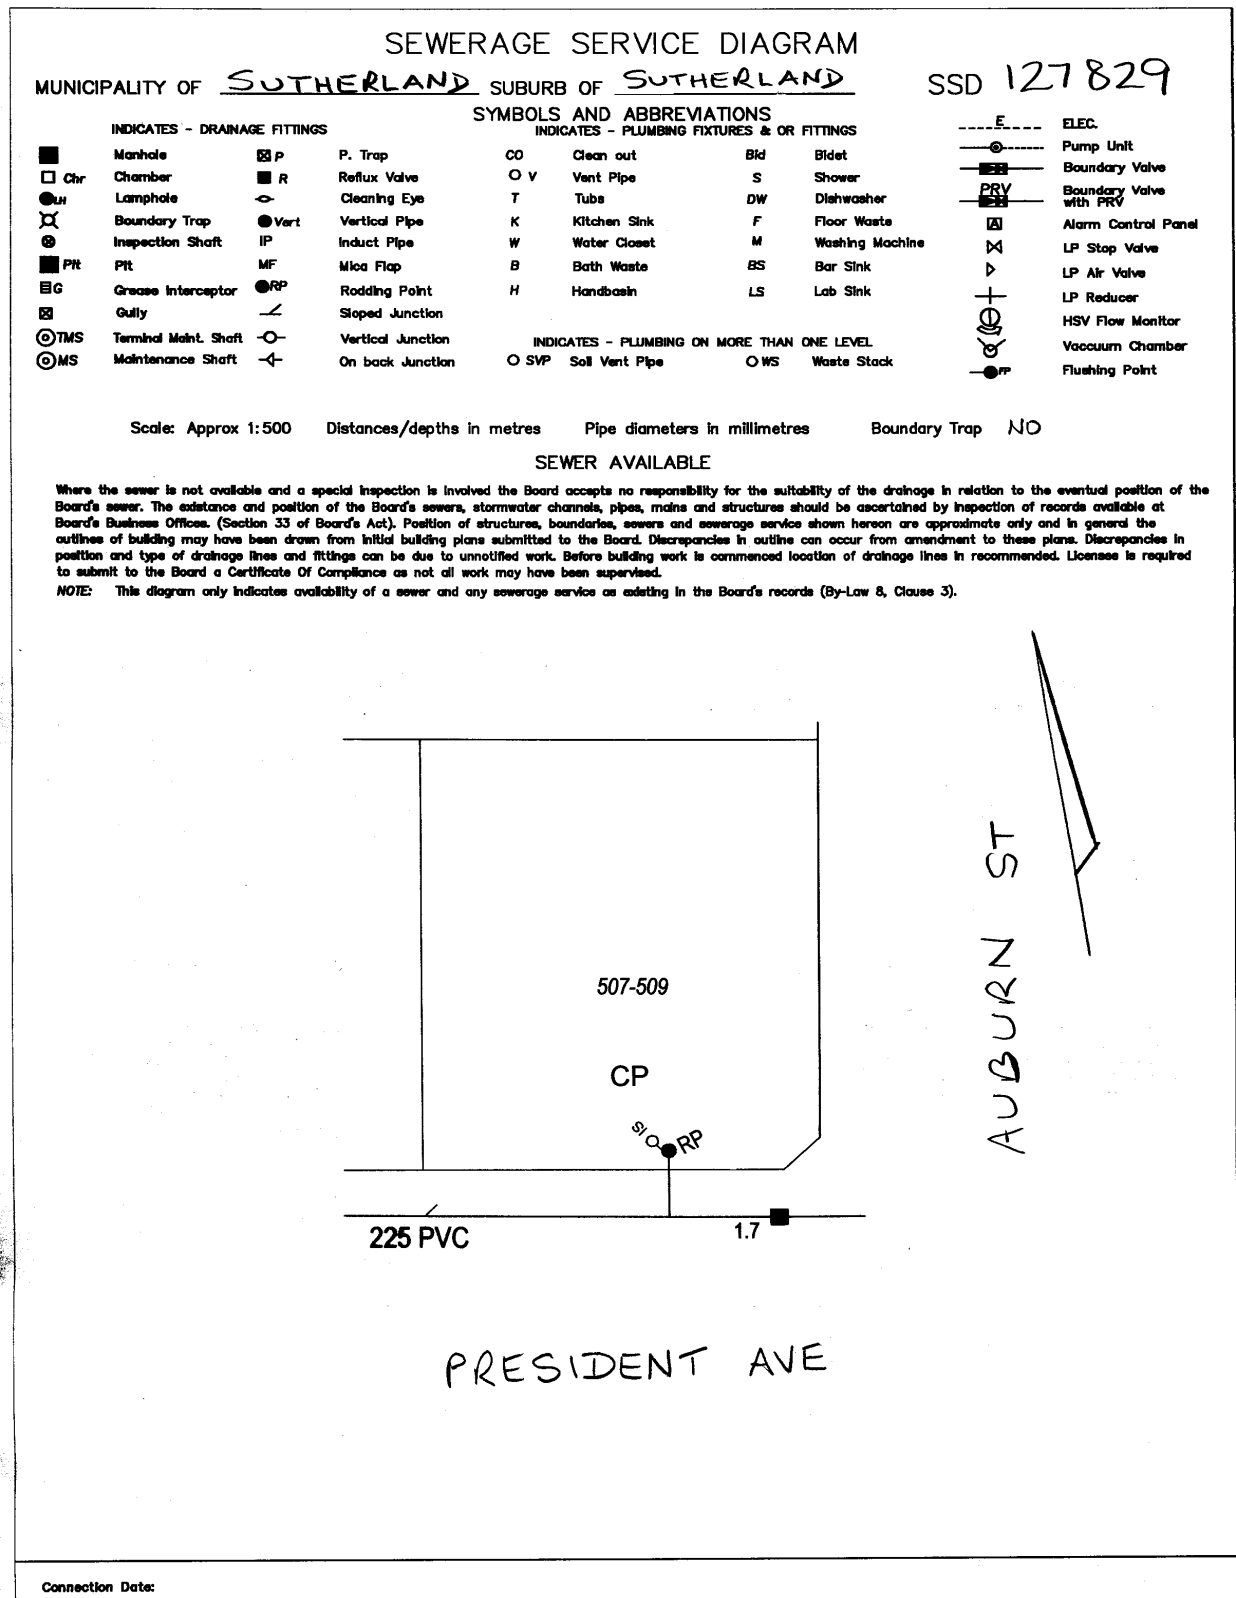 SEWERAGE SERVICE DIAGRAM
MUNICIPALITY OF SUTHERLAND SUBURB OF SUTHERLAND SSD 127829
SYMBOLS AND ABBREVIATIONS
INDICATES - DRAINAGE FITTINGS INDICATES - PLUMBING FIXTURES & OR FITTINGS
E ELEC.
Manhole P P. Trap CO Clean out Bid Bidet Pump Unit
Chr Chamber R Reflux Valve V Vent Pipe S Shower Boundary Valve
LH Lamphole Cleaning Eye T Tubs DW Dishwasher PRV Boundary Valve with PRV
Boundary Trap Vert Vertical Pipe K Kitchen Sink F Floor Waste A Alarm Control Panel
Inspection Shaft IP Induct Pipe W Water Closet M Washing Machine LP Stop Valve
Pit Pit MF Mica Flap B Bath Waste BS Bar Sink LP Air Valve
G Grease Interceptor RP Rodding Point H Handbasin LS Lab Sink LP Reducer
Gully Sloped Junction HSV Flow Monitor
TMS Terminal Maint. Shaft Vertical Junction INDICATES - PLUMBING ON MORE THAN ONE LEVEL Vaccuum Chamber
MS Maintenance Shaft On back Junction SVP Soil Vent Pipe WS Waste Stack FP Flushing Point
Scale: Approx 1:500 Distances/depths in metres Pipe diameters in millimetres Boundary Trap NO
SEWER AVAILABLE
Where the sewer is not available and a special inspection is involved the Board accepts no responsibility for the suitability of the drainage in relation to the eventual position of the
Board's sewer. The existance and position of the Board's sewers, stormwater channels, pipes, mains and structures should be ascertained by inspection of records available at
Board's Business Offices. (Section 33 of Board's Act). Position of structures, boundaries, sewers and sewerage service shown hereon are approximate only and in general the
outlines of building may have been drawn from initial building plans submitted to the Board. Discrepancies in outline can occur from amendment to these plans. Discrepancies in
position and type of drainage lines and fittings can be due to unnotified work. Before building work is commenced location of drainage lines in recommended. Licensee is required
to submit to the Board a Certificate Of Compliance as not all work may have been supervised.
NOTE: This diagram only indicates availability of a sewer and any sewerage service as existing in the Board's records (By-Law 8, Clause 3).
AUBURN ST
507-509
CP
SI RP
225 PVC
1.7
PRESIDENT AVE
Connection Date: